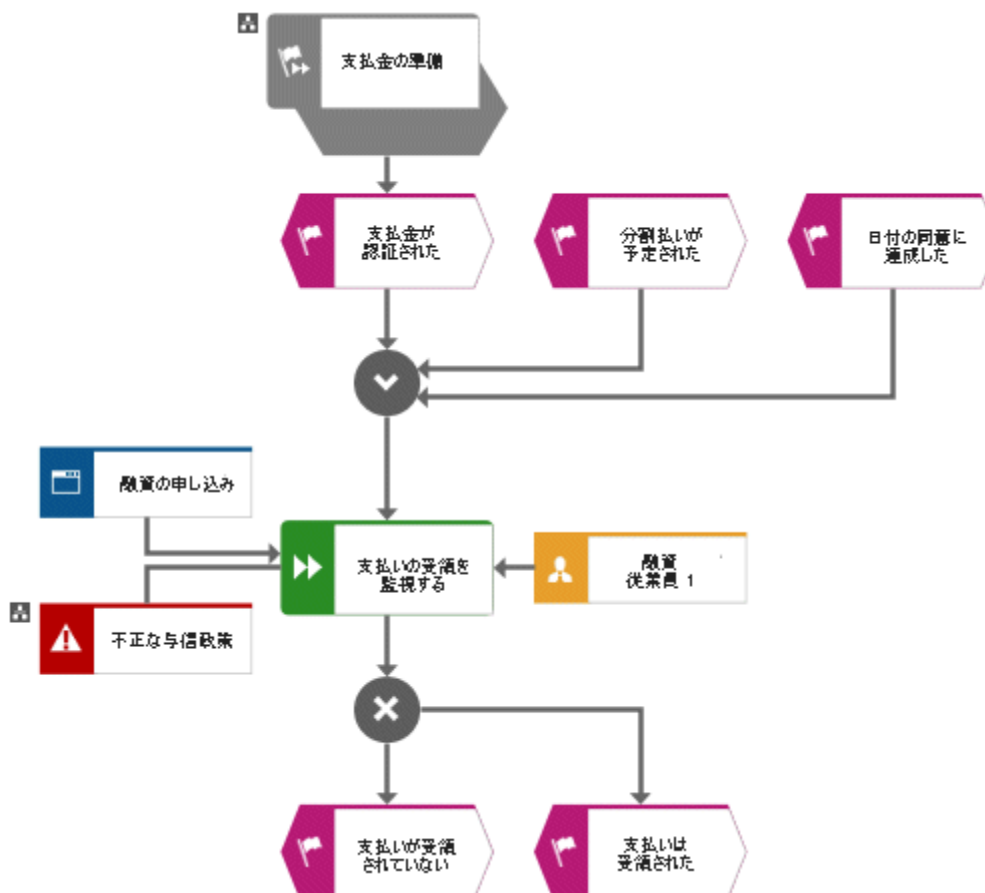 支払金の準備
支払金が
認証された
分割払いが
予定された
日付の同意に
達成した
融資の申し込み
支払いの受領を
監視する
融資
従業員 1
不正な与信政策
支払いが受領
されていない
支払いは
受領された